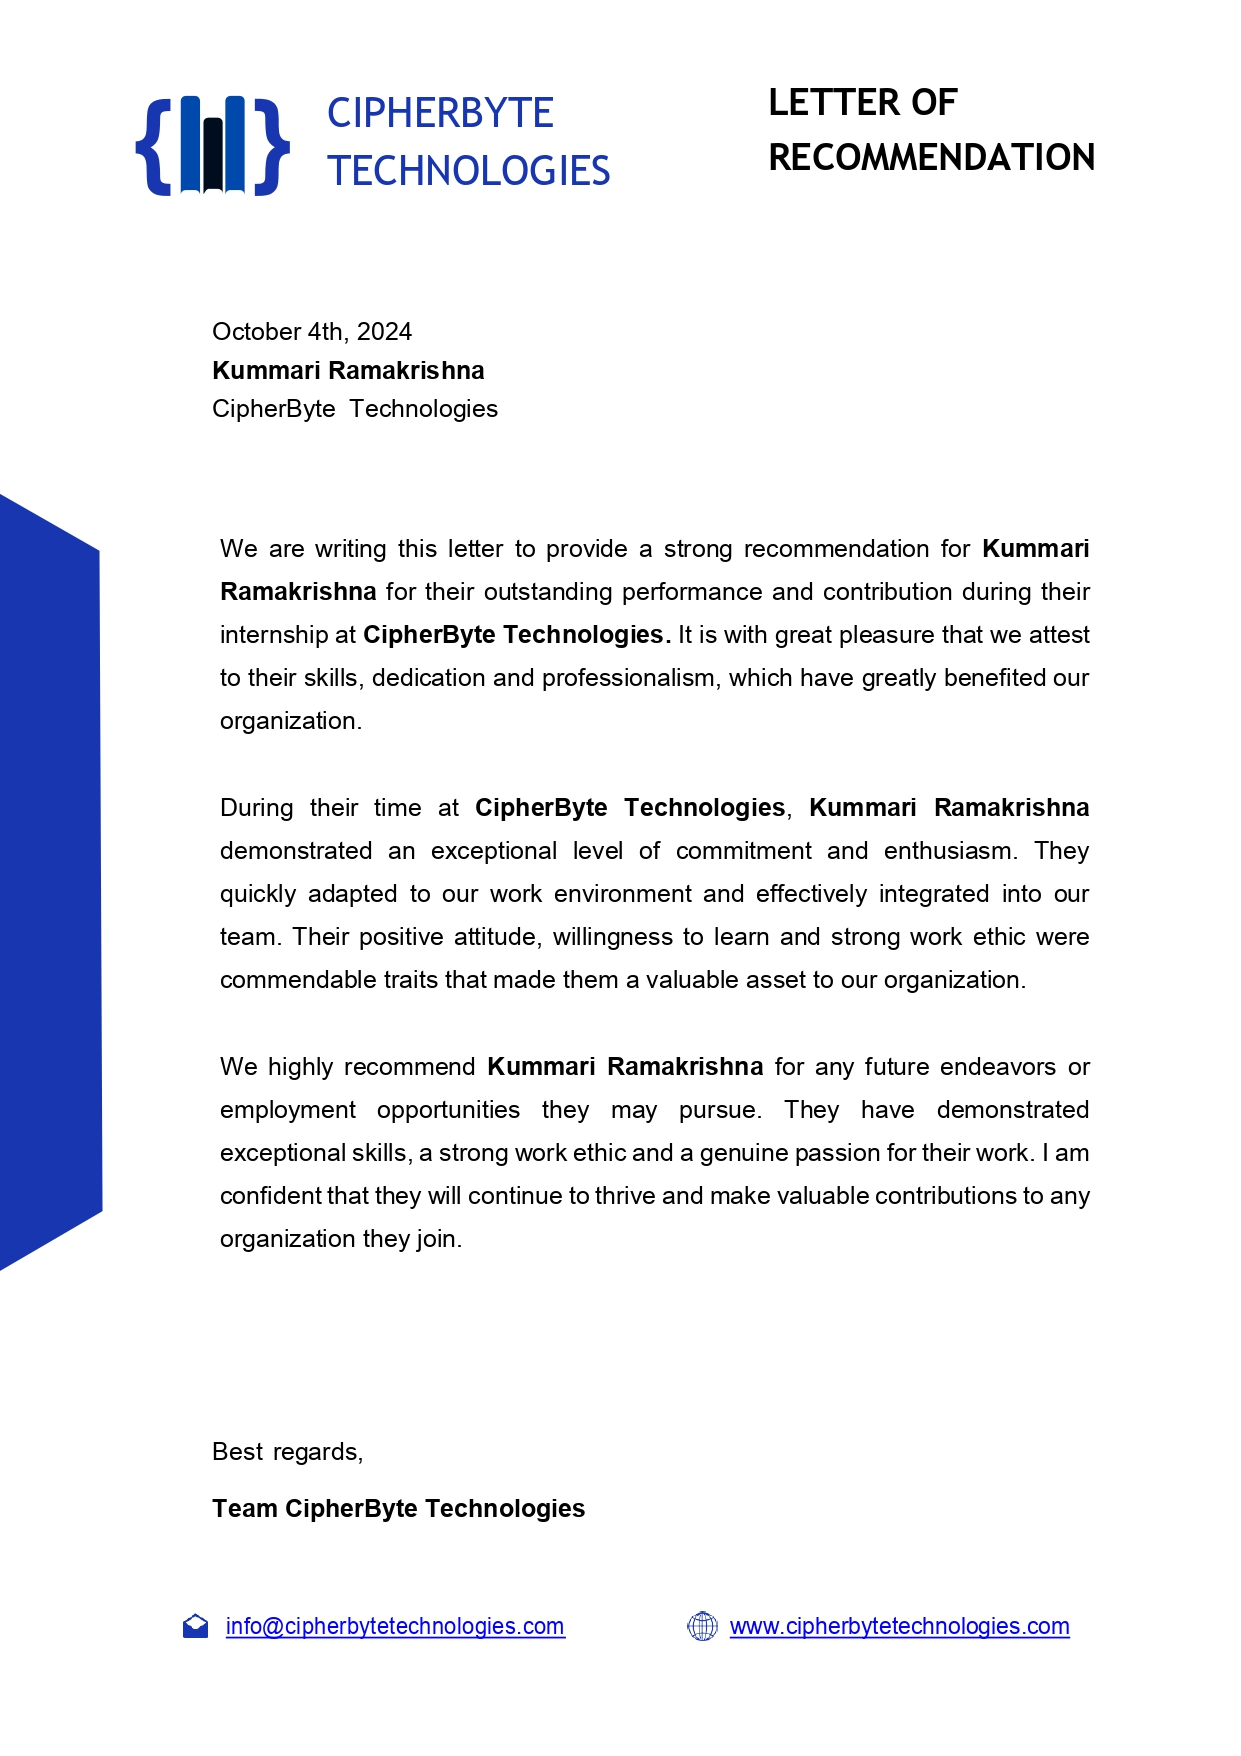 CIPHERBYTE
TECHNOLOGIES
LETTER OF
RECOMMENDATION
October 4th, 2024
Kummari Ramakrishna
CipherByte Technologies
We are writing this letter to provide a strong recommendation for Kummari
Ramakrishna for their outstanding performance and contribution during their
internship at CipherByte Technologies. It is with great pleasure that we attest
to their skills, dedication and professionalism, which have greatly benefited our
organization.
During their time at CipherByte Technologies, Kummari Ramakrishna
demonstrated an exceptional level of commitment and enthusiasm. They
quickly adapted to our work environment and effectively integrated into our
team. Their positive attitude, willingness to learn and strong work ethic were
commendable traits that made them a valuable asset to our organization.
We highly recommend Kummari Ramakrishna for any future endeavors or
employment opportunities they may pursue. They have demonstrated
exceptional skills, a strong work ethic and a genuine passion for their work. I am
confident that they will continue to thrive and make valuable contributions to any
organization they join.
Best regards,
Team CipherByte Technologies
info@cipherbytetechnologies.com
www.cipherbytetechnologies.com